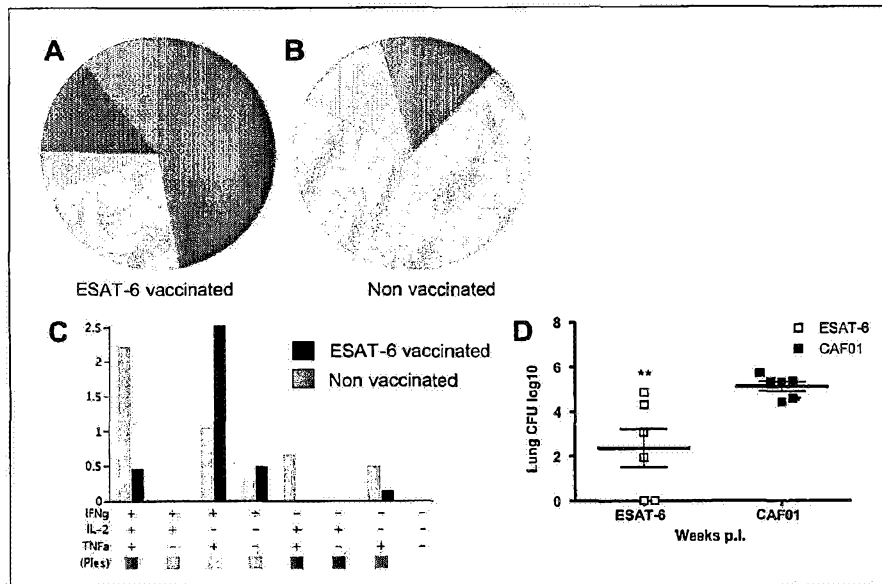 A
B
ESAT-6 vaccinated
Non vaccinated
C
2.5
2
1.5
1
0.5
0
ESAT-6 vaccinated
Non vaccinated
IFNg + + + + - - - -
IL-2 + + - - + + - -
TNFa + - + - + - + -
(Pies)
D
8
6
4
2
0
Lung CFU log10
**
ESAT-6
CAF01
ESAT-6
CAF01
Weeks p.i.